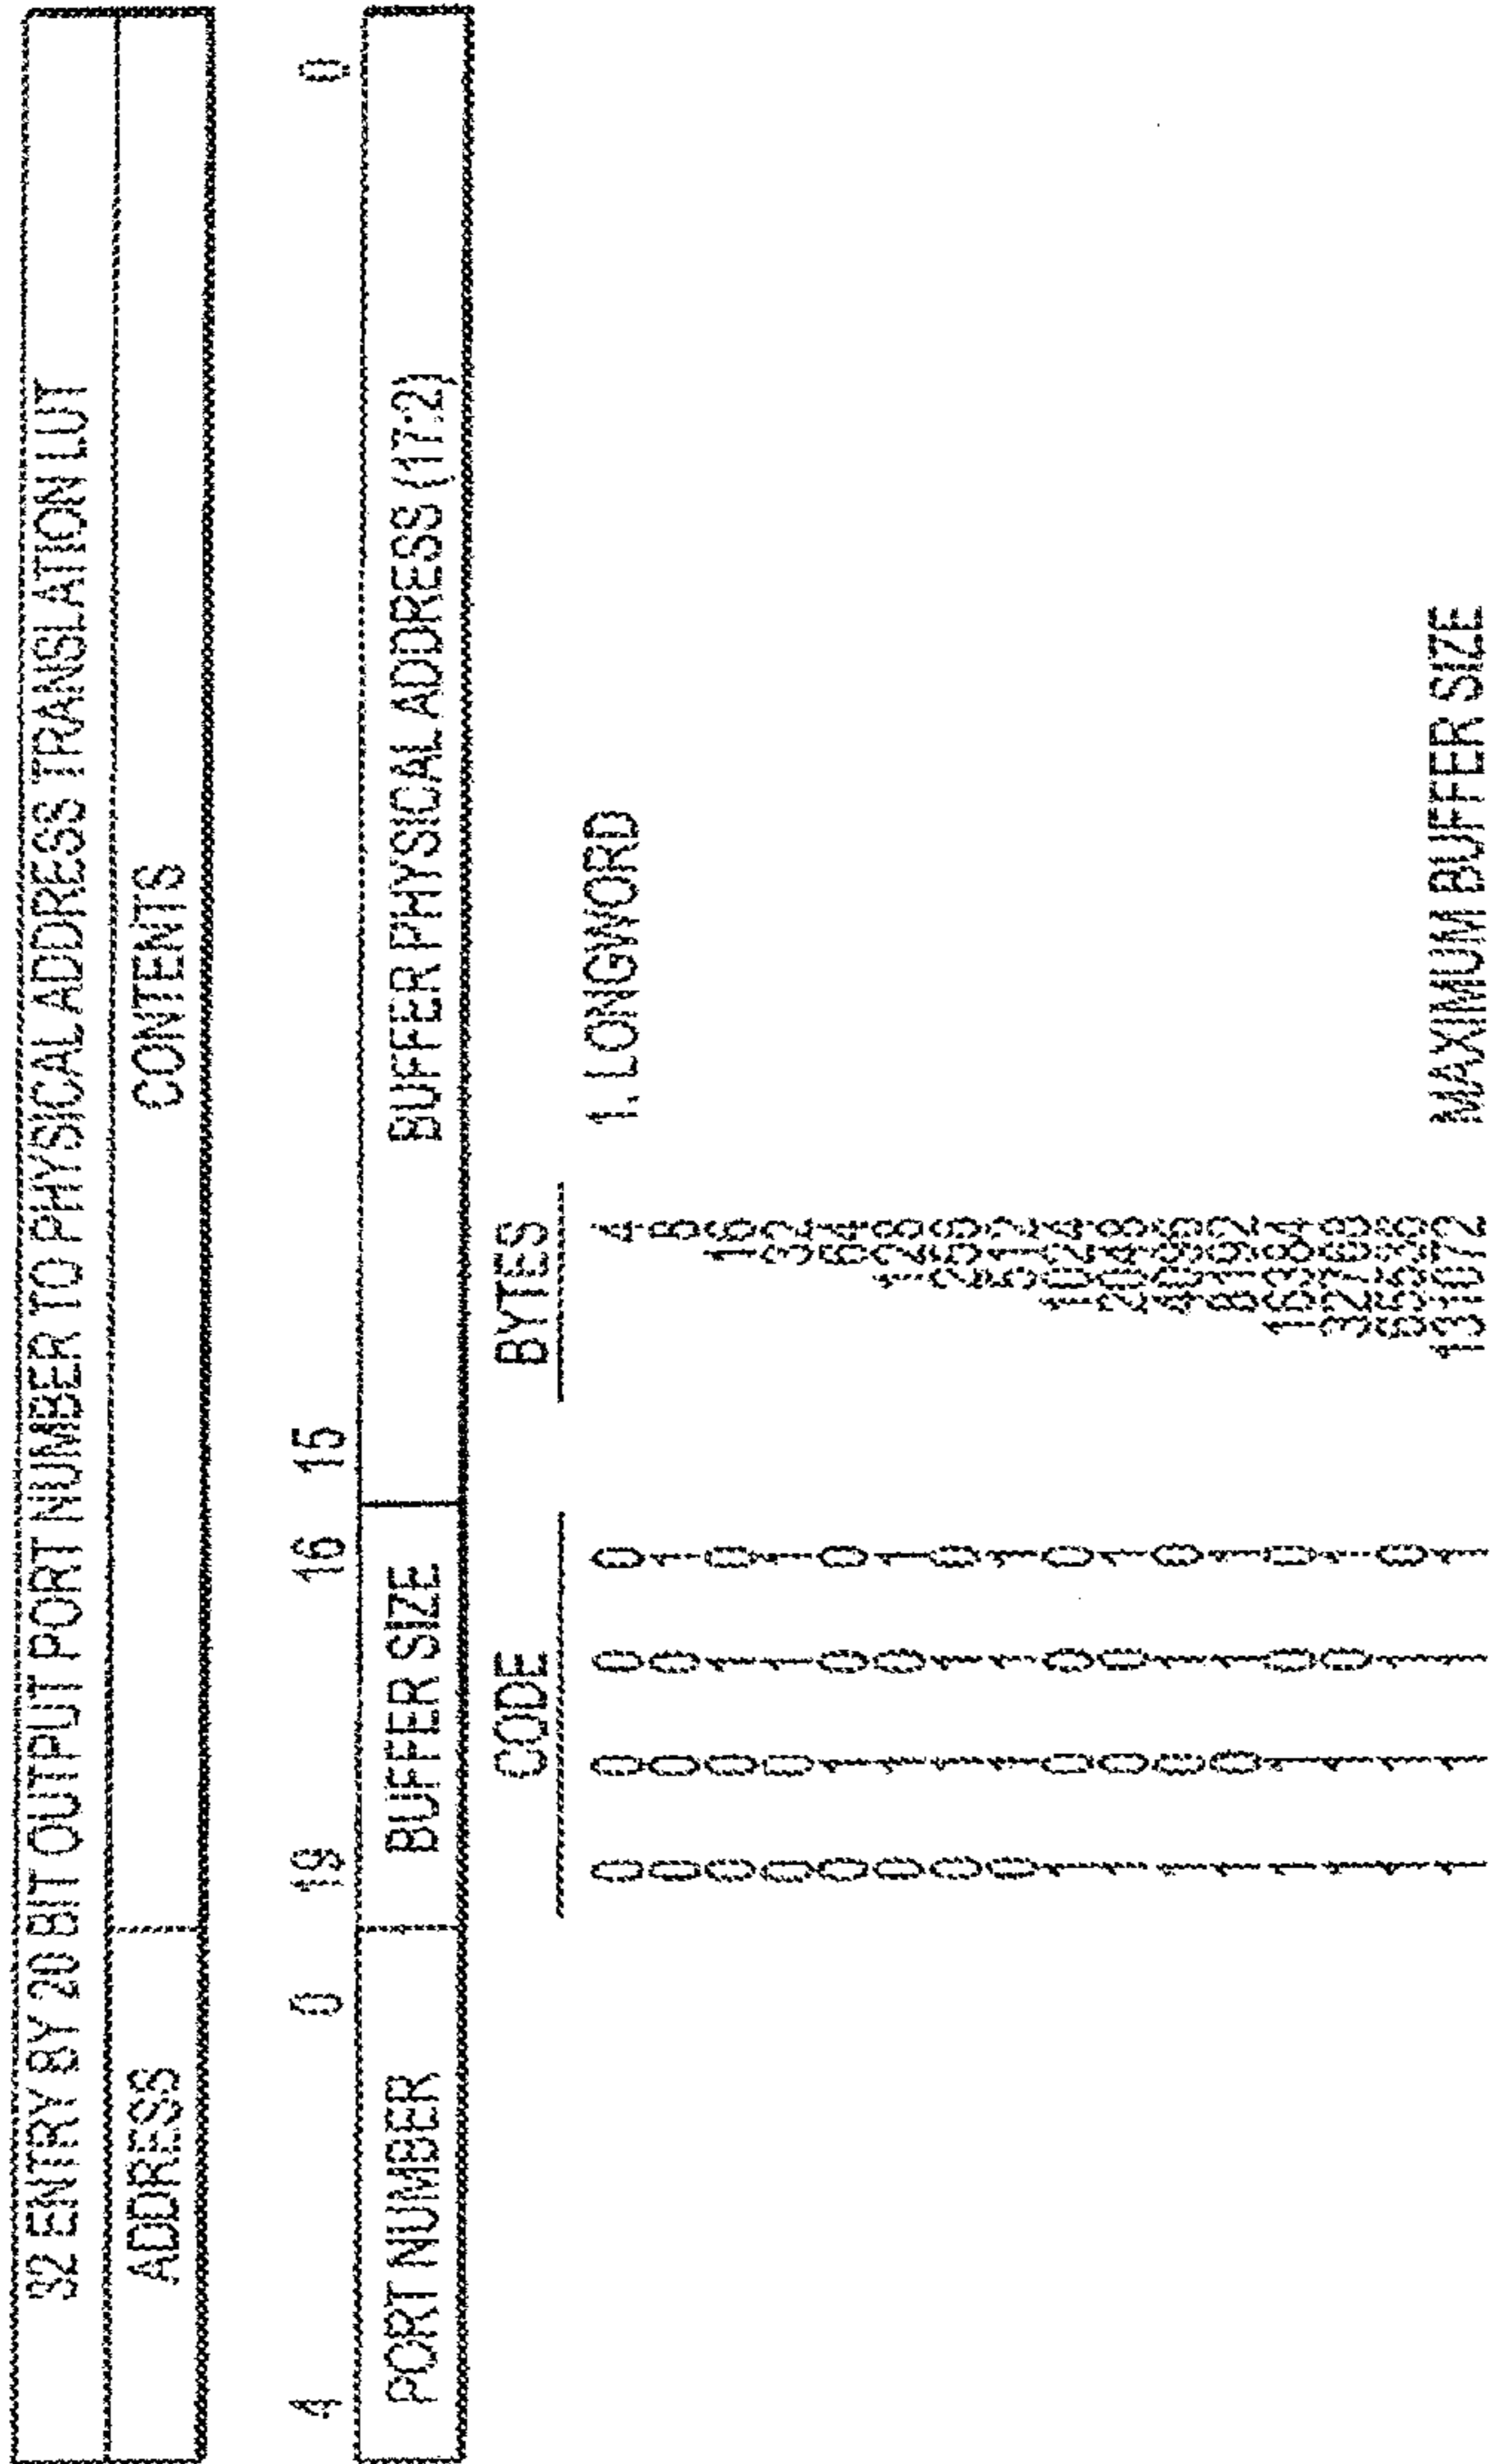 32 ENTRY BY 20 BIT OUTPUT PORT NUMBER TO PHYSICAL ADDRESS TRANSLATION LUT
ADDRESS CONTENTS
4 0 19 16 15 0
PORT NUMBER BUFFER SIZE BUFFER PHYSICAL ADDRESS (17:2)
CODE BYTES
0 0 0 0 4 1. LONGWORD
0 0 0 1 8
0 0 1 0 16
0 0 1 1 32
0 1 0 0 64
0 1 0 1 128
0 1 1 0 256
0 1 1 1 512
1 0 0 0 1024
1 0 0 1 2048
1 0 1 0 4096
1 0 1 1 8192
1 1 0 0 16384
1 1 0 1 32768
1 1 1 0 65536
1 1 1 1 131072 MAXIMUM BUFFER SIZE